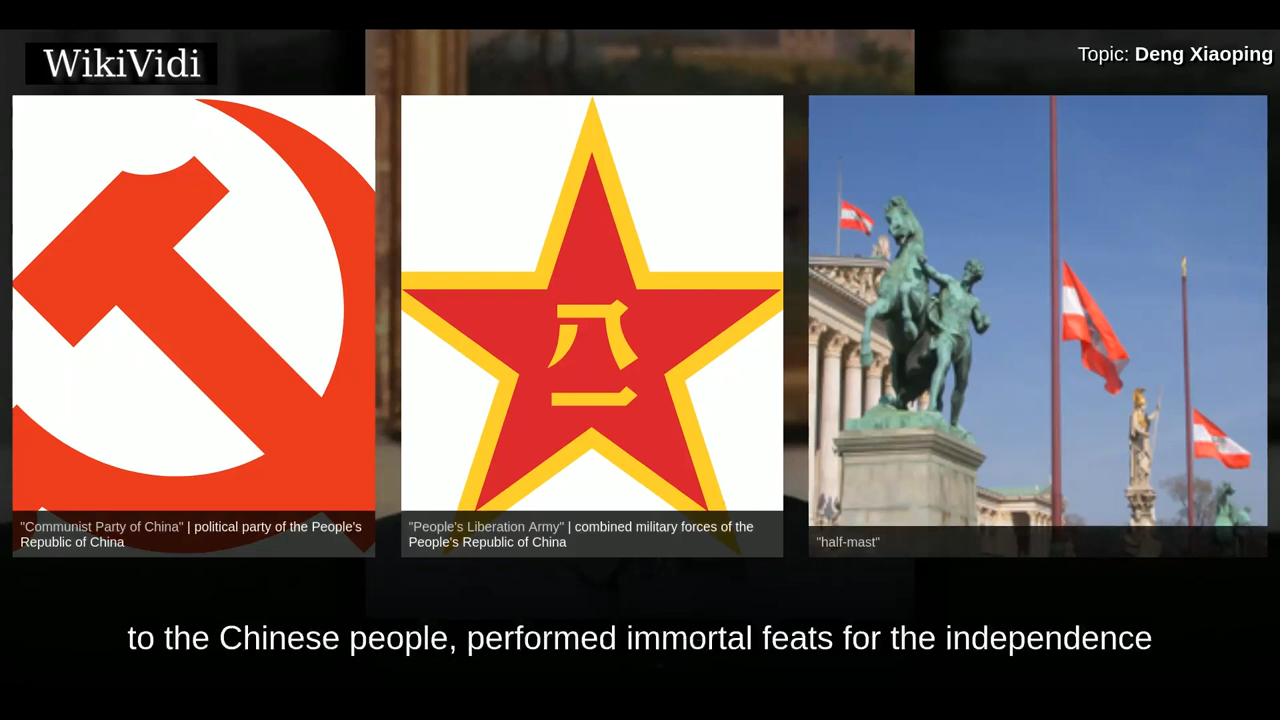 WikiVidi
Topic: Deng Xiaoping
八
一
"Communist Party of China" | political party of the People's
Republic of China
"People's Liberation Army" | combined military forces of the
People's Republic of China
"half-mast"
to the Chinese people, performed immortal feats for the independence